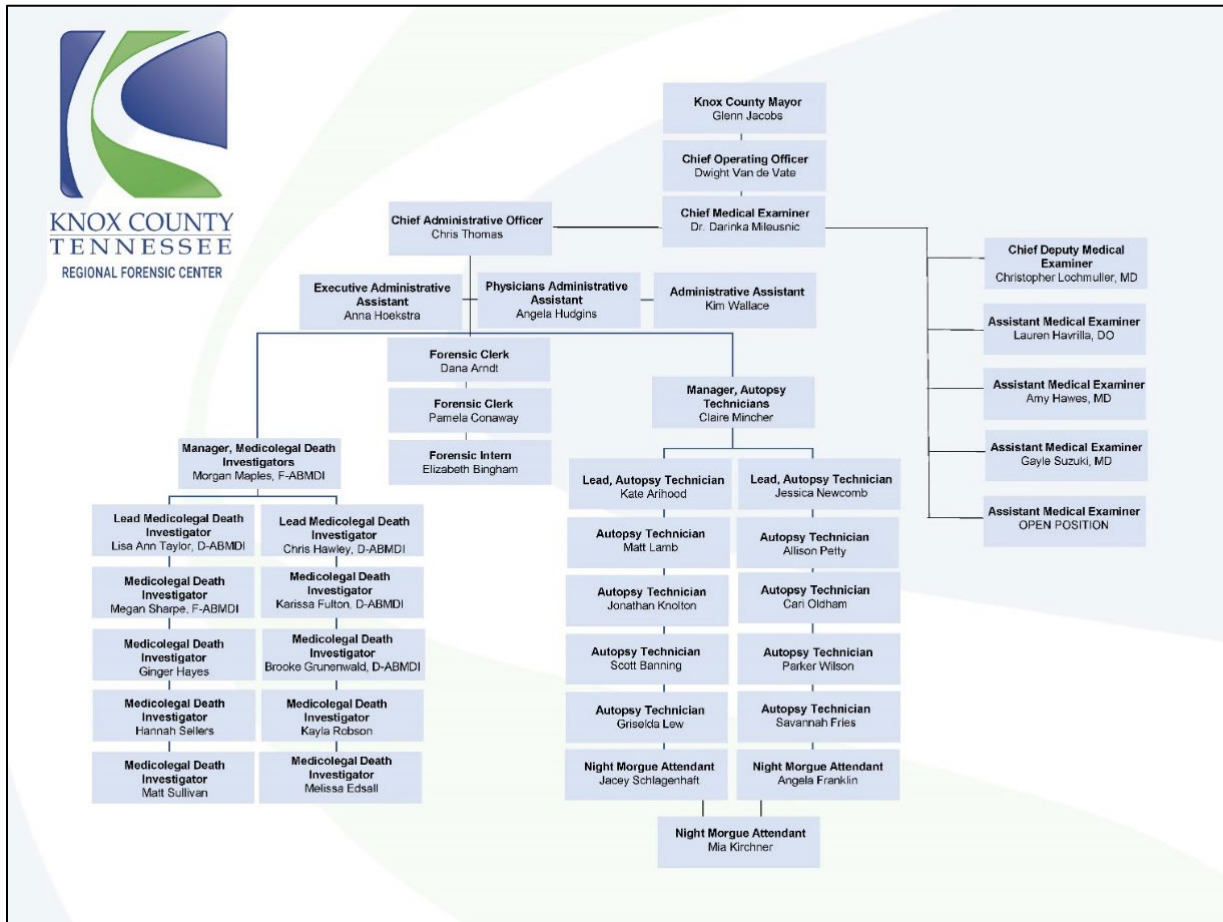 KNOX COUNTY
TENNESSEE
REGIONAL FORENSIC CENTER
Knox County Mayor
Glenn Jacobs
Chief Operating Officer
Dwight Van de Vate
Chief Medical Examiner
Dr. Darinka Mileusnic
Chief Administrative Officer
Chris Thomas
Chief Deputy Medical
Examiner
Christopher Lochmuller, MD
Assistant Medical Examiner
Lauren Havrilla, DO
Assistant Medical Examiner
Amy Hawes, MD
Assistant Medical Examiner
Gayle Suzuki, MD
Assistant Medical Examiner
OPEN POSITION
Executive Administrative
Assistant
Anna Hoekstra
Physicians Administrative
Assistant
Angela Hudgins
Administrative Assistant
Kim Wallace
Forensic Clerk
Dana Arndt
Forensic Clerk
Pamela Conaway
Forensic Intern
Elizabeth Bingham
Manager, Medicolegal Death
Investigators
Morgan Maples, F-ABMDI
Lead Medicolegal Death
Investigator
Lisa Ann Taylor, D-ABMDI
Medicolegal Death
Investigator
Megan Sharpe, F-ABMDI
Medicolegal Death
Investigator
Ginger Hayes
Medicolegal Death
Investigator
Hannah Sellers
Medicolegal Death
Investigator
Matt Sullivan
Lead Medicolegal Death
Investigator
Chris Hawley, D-ABMDI
Medicolegal Death
Investigator
Karissa Fulton, D-ABMDI
Medicolegal Death
Investigator
Brooke Grunenwald, D-ABMDI
Medicolegal Death
Investigator
Kayla Robson
Medicolegal Death
Investigator
Melissa Edsall
Manager, Autopsy
Technicians
Claire Mincher
Lead, Autopsy Technician
Kate Arihood
Autopsy Technician
Matt Lamb
Autopsy Technician
Jonathan Knolton
Autopsy Technician
Scott Banning
Autopsy Technician
Griselda Lew
Night Morgue Attendant
Jacey Schlagenhaft
Lead, Autopsy Technician
Jessica Newcomb
Autopsy Technician
Allison Petty
Autopsy Technician
Cari Oldham
Autopsy Technician
Parker Wilson
Autopsy Technician
Savannah Fries
Night Morgue Attendant
Angela Franklin
Night Morgue Attendant
Mia Kirchner